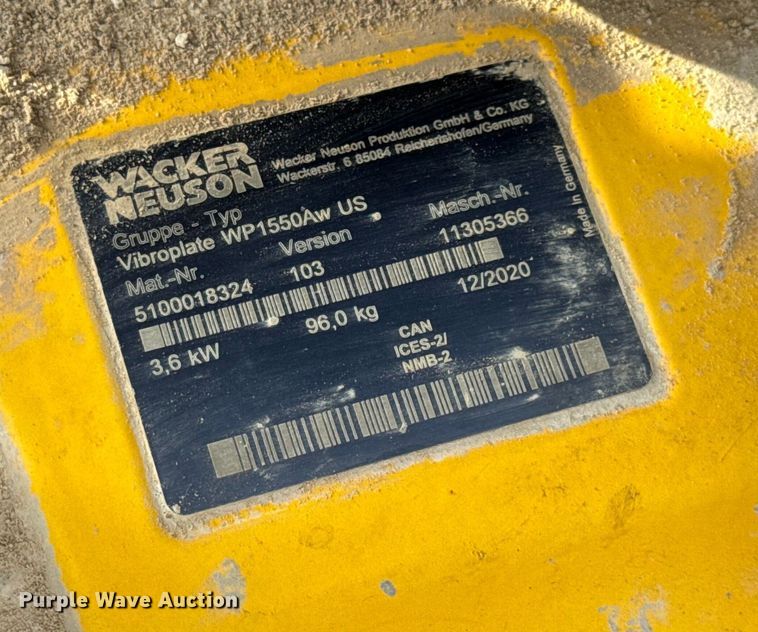 WACKER
NEUSON
Wacker Neuson Produktion GmbH & Co. KG
Wackerstr. 6 85084 Reichertshofen/Germany
Gruppe - Typ
Vibroplate WP1550Aw US
Mat.-Nr. Version Masch.-Nr.
5100018324 103 11305366
3,6 kW 96,0 kg 12/2020
CAN
ICES-2/
NMB-2
Made in Germany
Purple Wave Auction